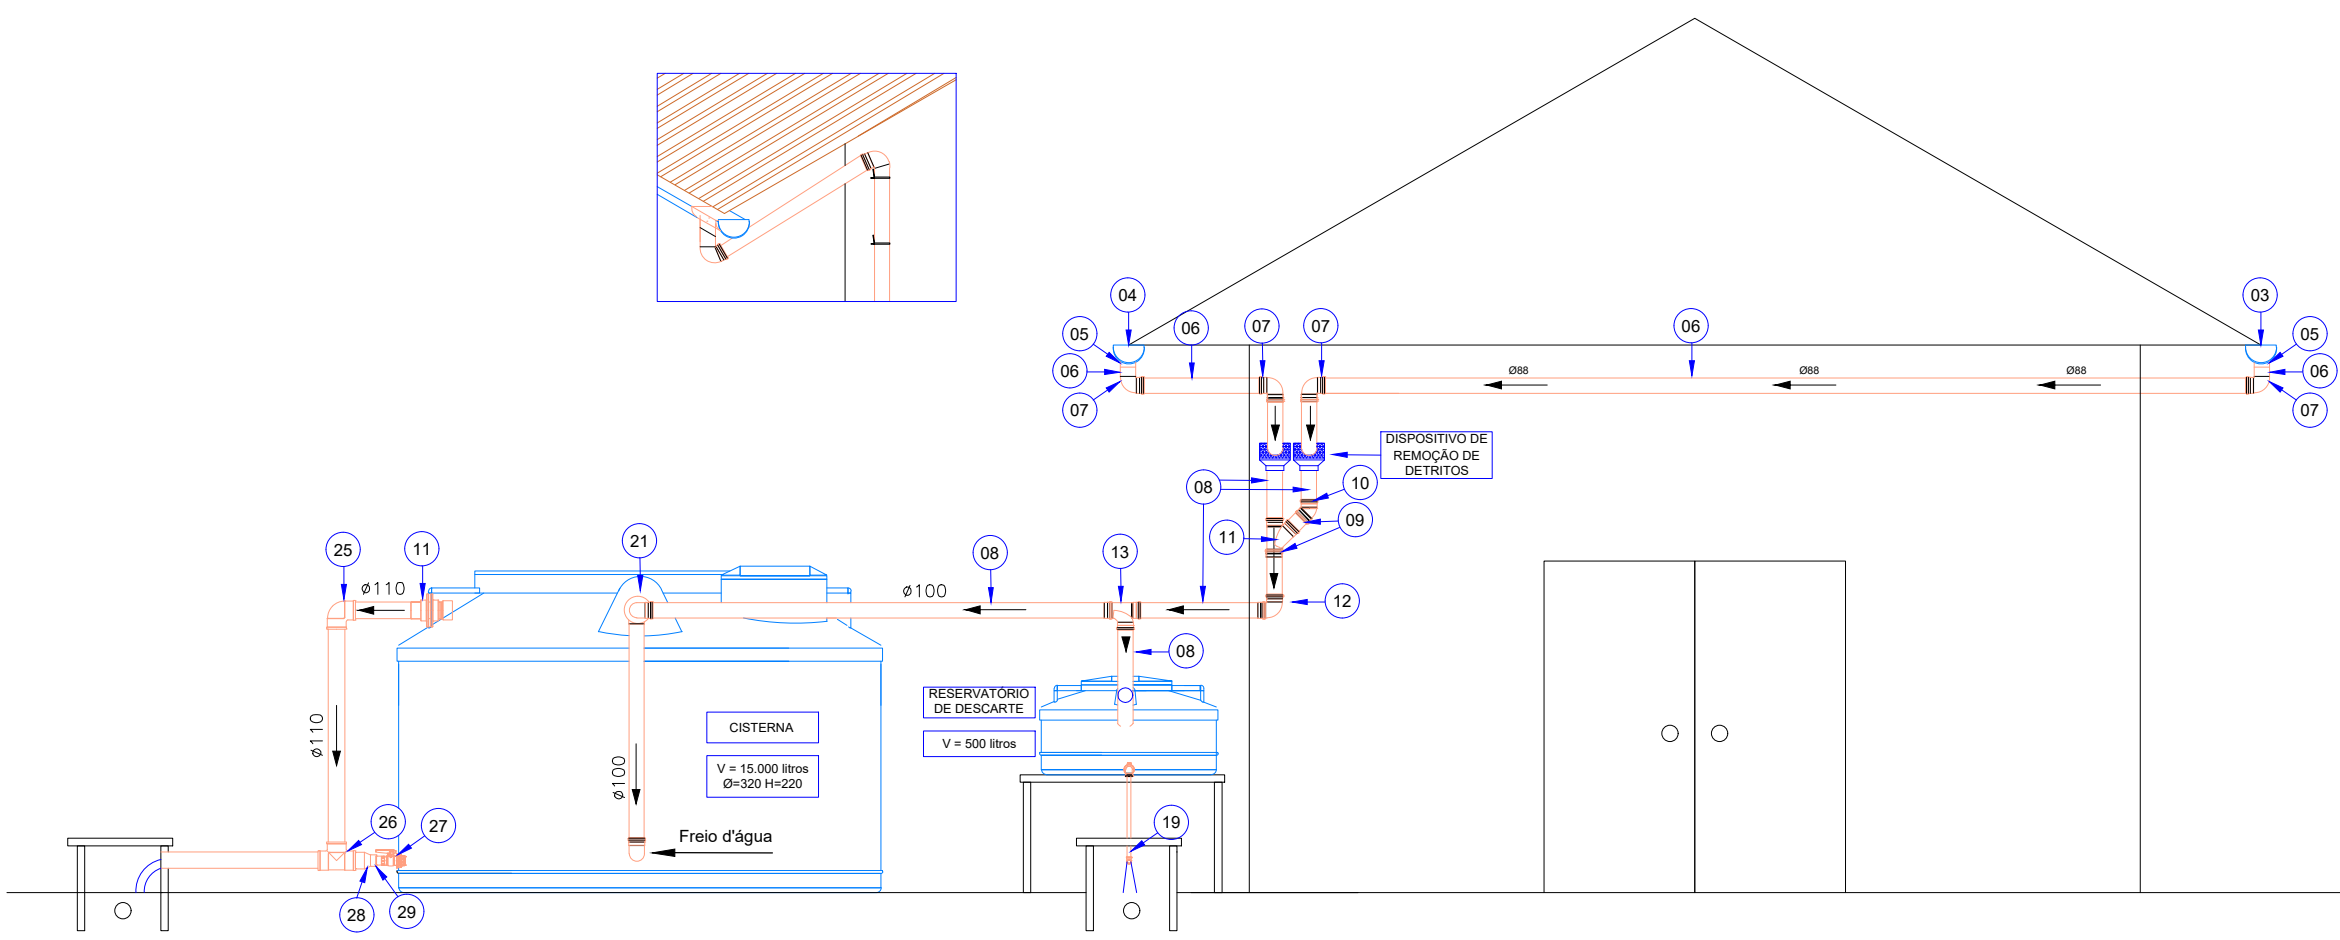 04
03
05
06
07
07
06
05
06
Ø88
Ø88
Ø88
06
07
07
DISPOSITIVO DE
REMOÇÃO DE
DETRITOS
08
10
09
11
25
11
21
08
13
ø110
ø100
12
08
RESERVATÓRIO
DE DESCARTE
V = 500 litros
CISTERNA
V = 15.000 litros
Ø=320 H=220
ø110
ø100
26
27
Freio d'água
19
28
29